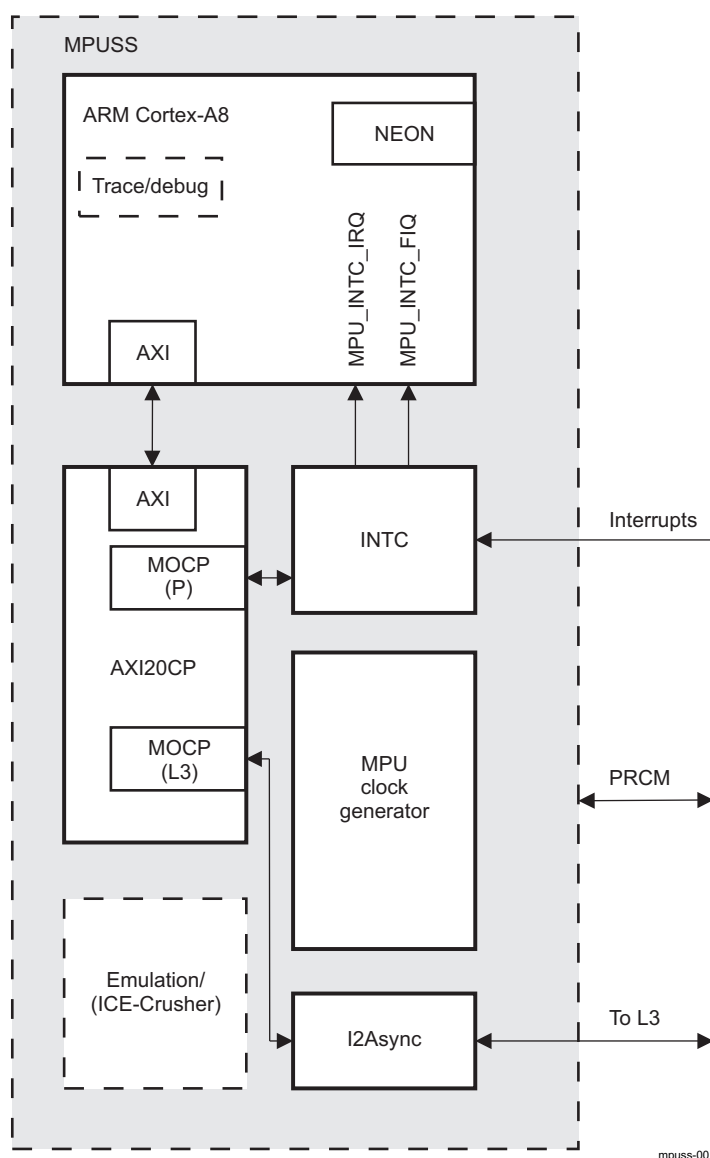 MPUSS
ARM Cortex-A8
NEON
Trace/debug
MPU_INTC_IRQ
MPU_INTC_FIQ
AXI
AXI
INTC
Interrupts
MOCP
(P)
AXI20CP
MOCP
(L3)
MPU
clock
generator
PRCM
Emulation/
(ICE-Crusher)
I2Async
To L3
mpuss-00